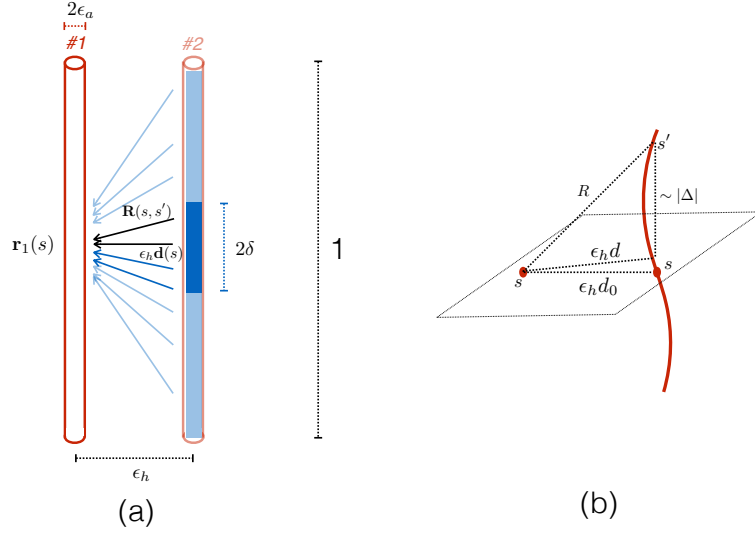 2ϵₐ
#1
#2
R(s, s′)
r₁(s)
ϵₕd(s)
2δ
1
ϵₕ
(a)
s′
R
∼ |Δ|
ϵₕd
s
s
ϵₕd₀
(b)